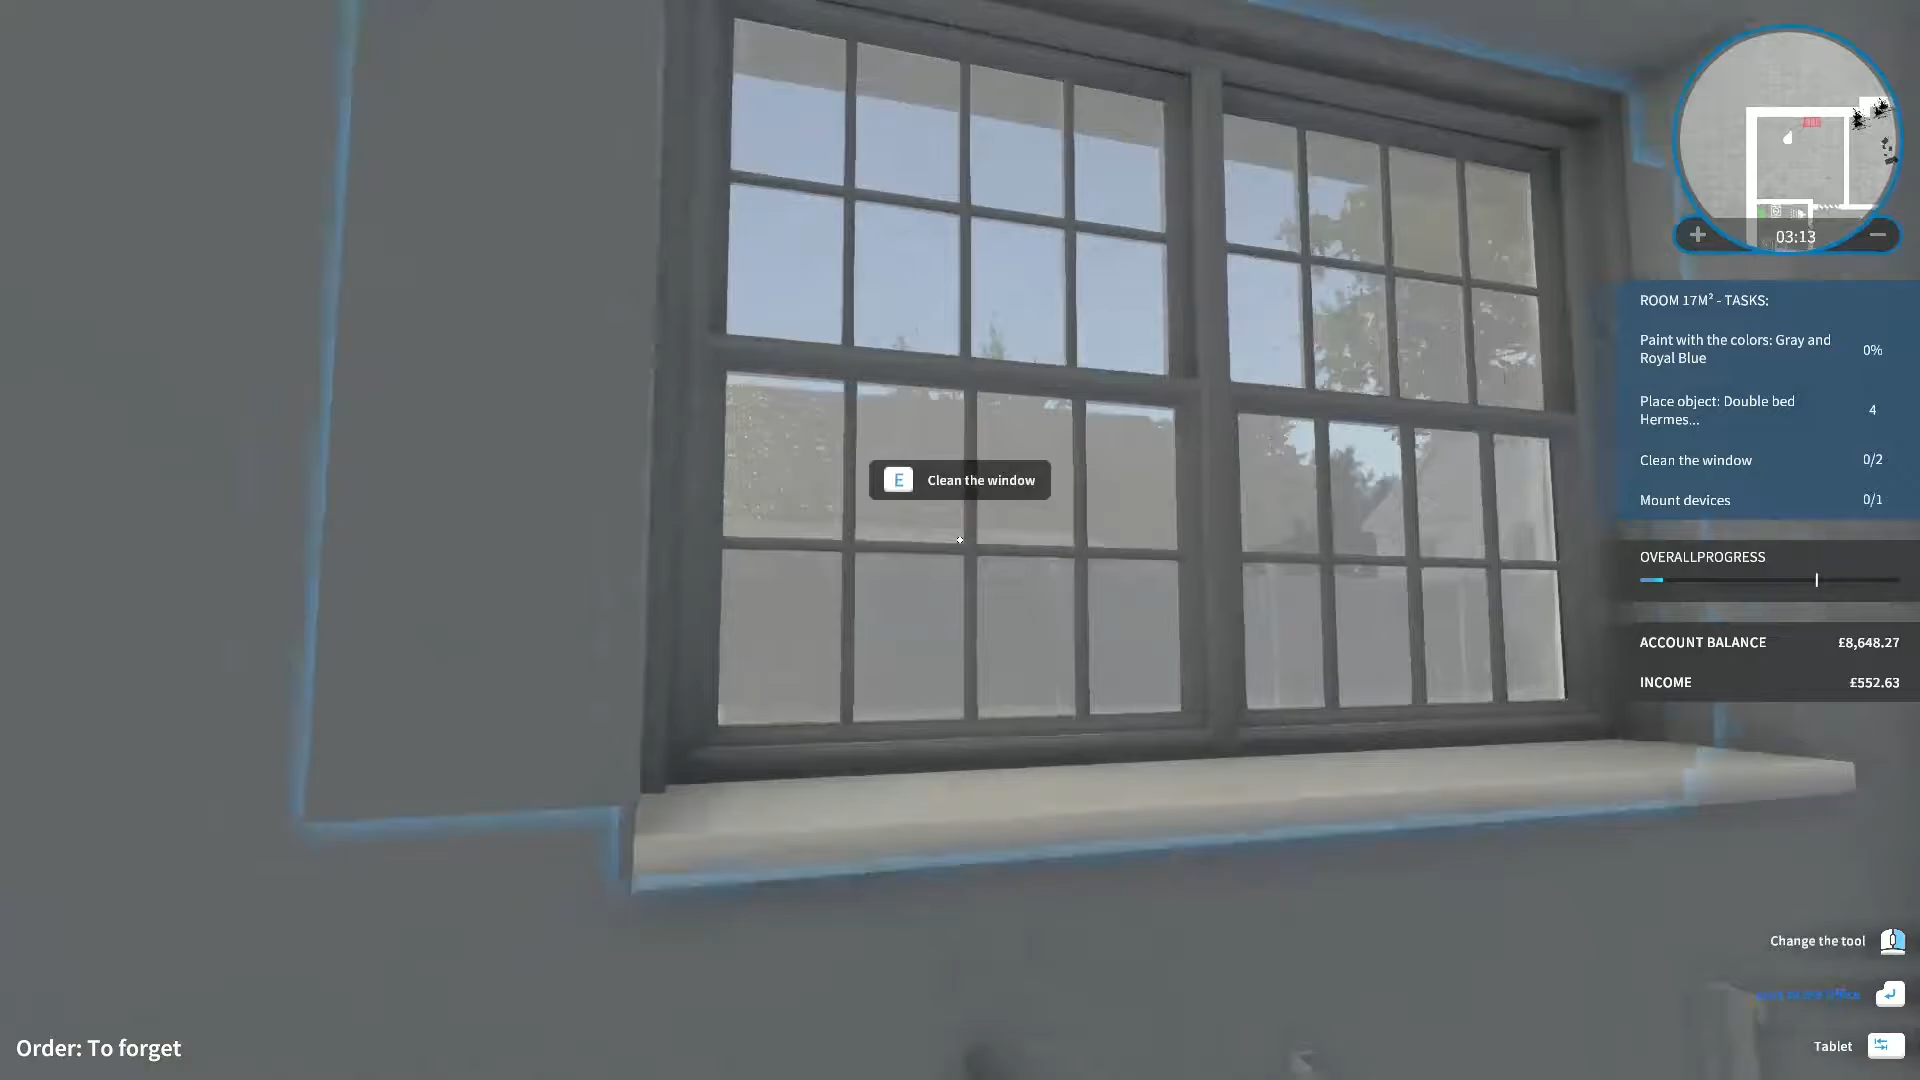 03:13
ROOM 17M² - TASKS:
Paint with the colors: Gray and
Royal Blue
0%
Place object: Double bed
Hermes...
4
Clean the window
0/2
Mount devices
0/1
E
Clean the window
OVERALLPROGRESS
ACCOUNT BALANCE
£8,648.27
INCOME
£552.63
Change the tool
Order: To forget
Tablet